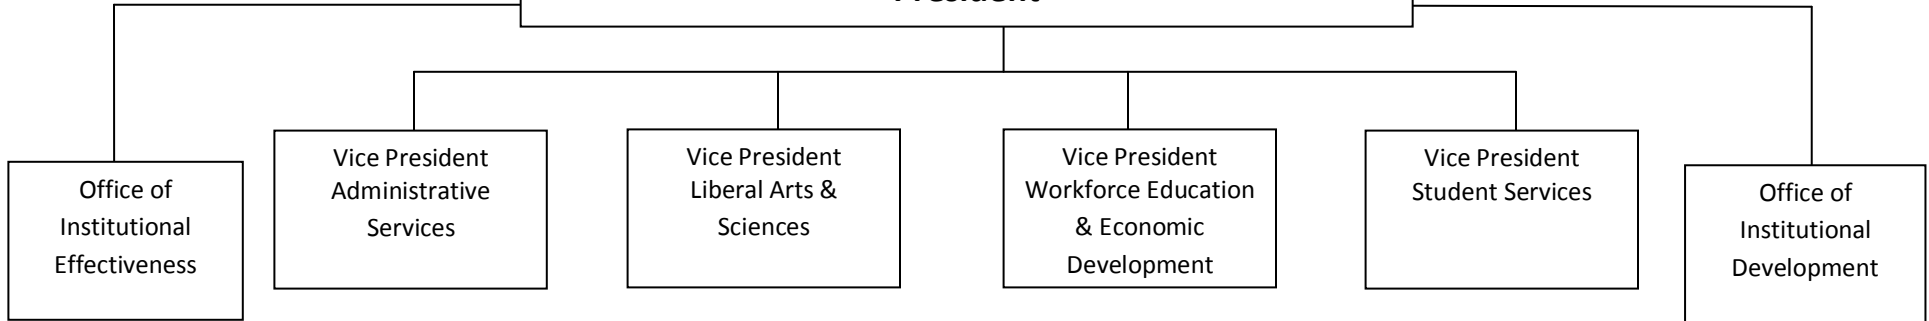 President
Office of
Institutional
Effectiveness
Vice President
Administrative
Services
Vice President
Liberal Arts &
Sciences
Vice President
Workforce Education
& Economic
Development
Vice President
Student Services
Office of
Institutional
Development